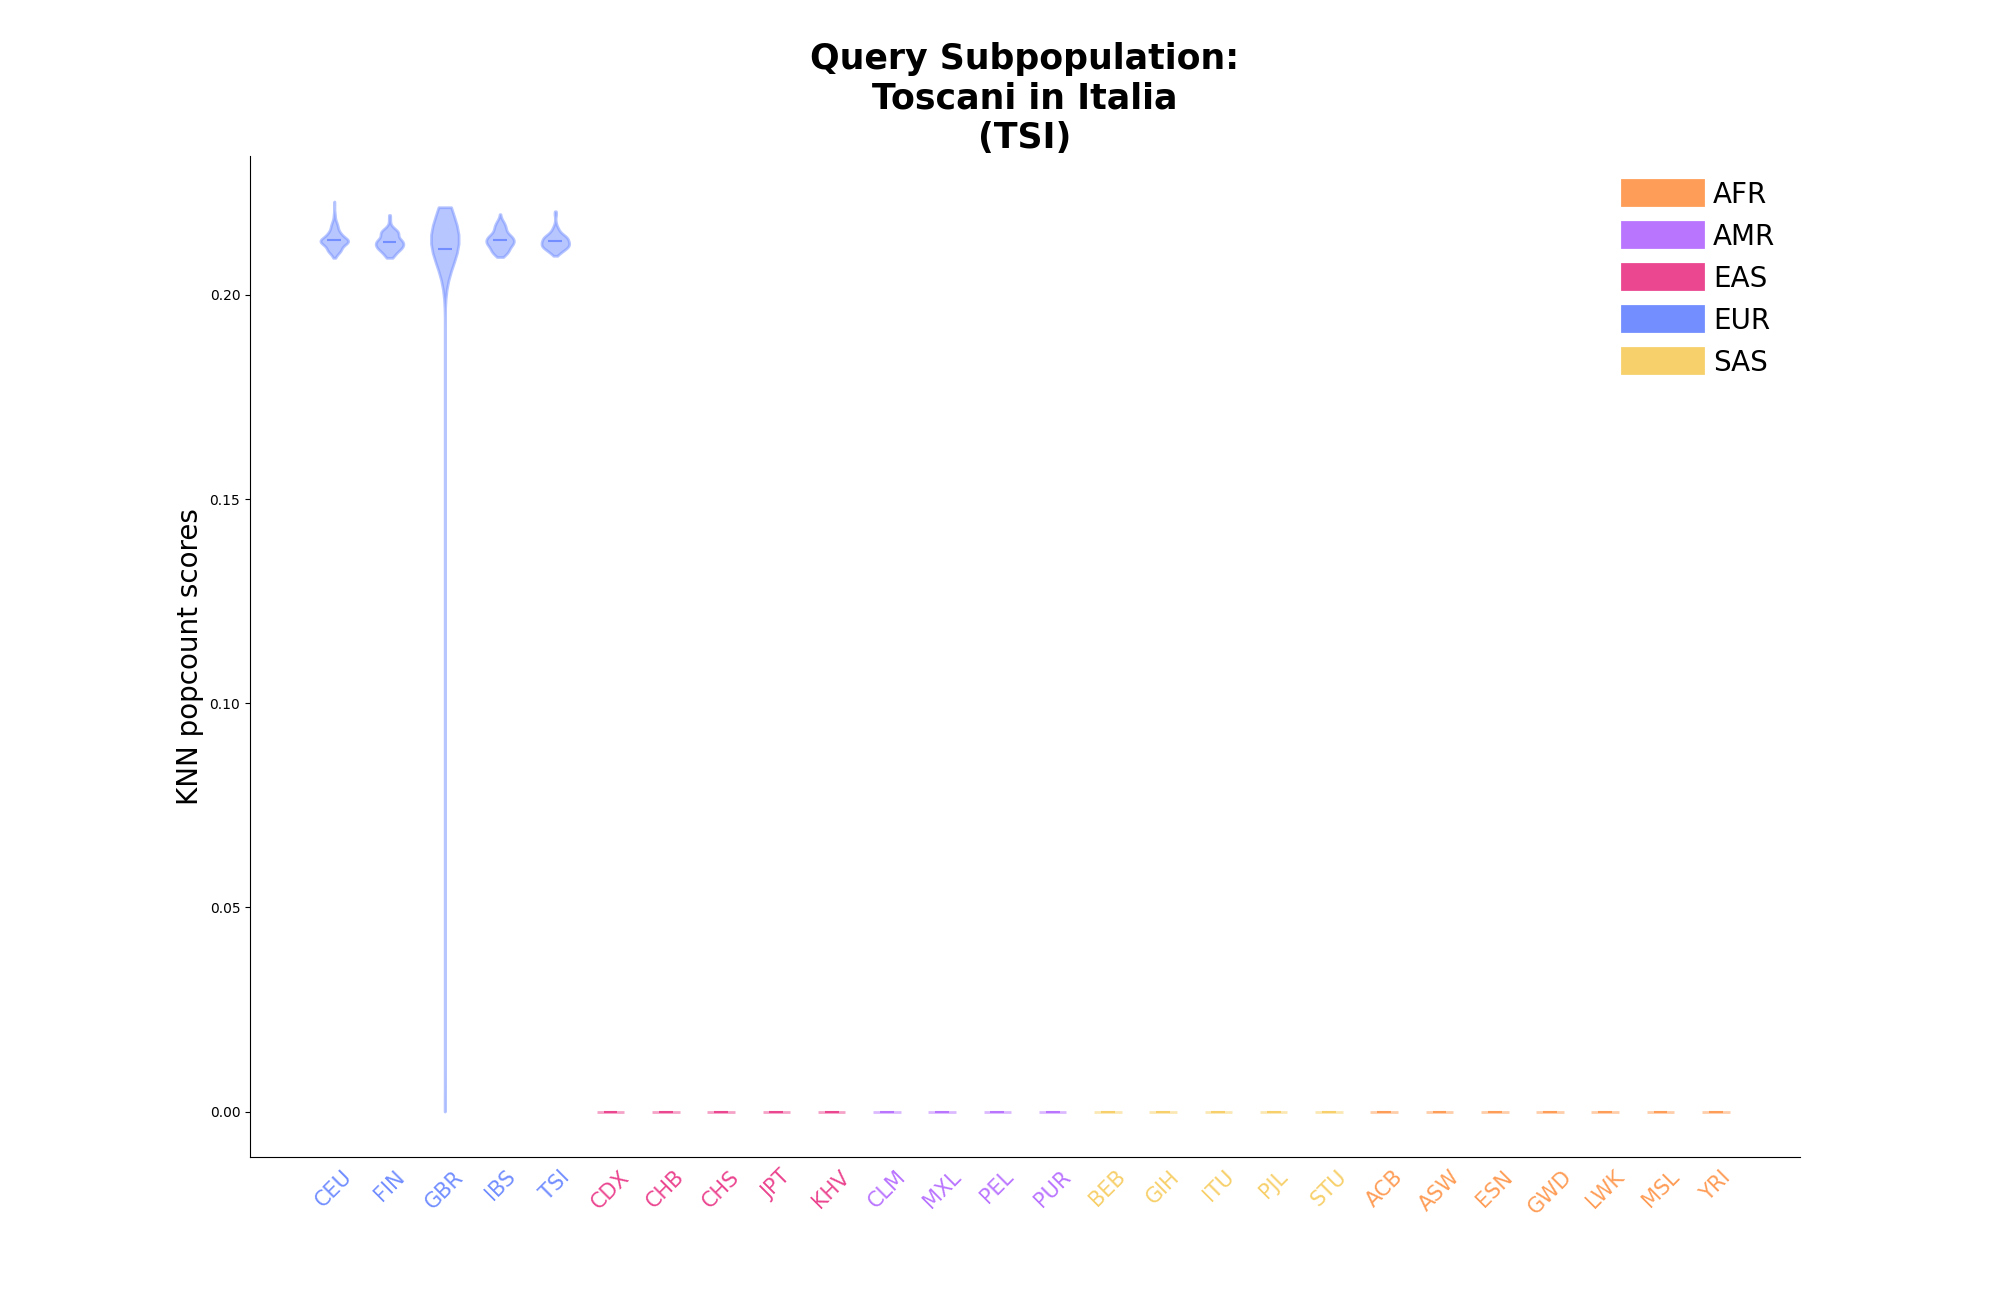 Query Subpopulation:
Toscani in Italia
(TSI)
AFR
AMR
EAS
EUR
SAS
KNN popcount scores
0.20
0.15
0.10
0.05
0.00
CEU FIN GBR IBS TSI CDX CHB CHS JPT KHV CLM MXL PEL PUR BEB GIH ITU PJL STU ACB ASW ESN GWD LWK MSL YRI